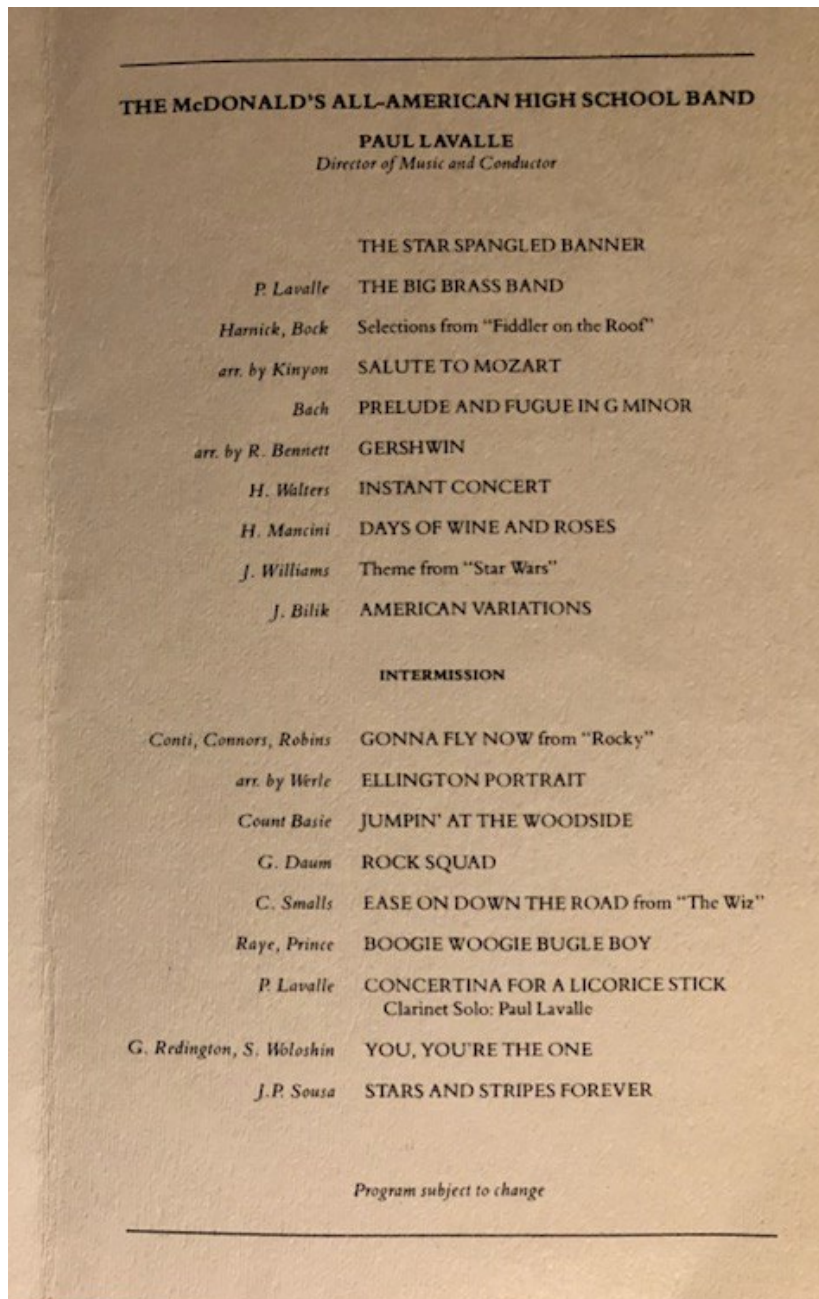 THE McDONALD'S ALL-AMERICAN HIGH SCHOOL BAND
PAUL LAVALLE
Director of Music and Conductor
THE STAR SPANGLED BANNER
P. Lavalle THE BIG BRASS BAND
Harnick, Bock Selections from "Fiddler on the Roof"
arr. by Kinyon SALUTE TO MOZART
Bach PRELUDE AND FUGUE IN G MINOR
arr. by R. Bennett GERSHWIN
H. Walters INSTANT CONCERT
H. Mancini DAYS OF WINE AND ROSES
J. Williams Theme from "Star Wars"
J. Bilik AMERICAN VARIATIONS
INTERMISSION
Conti, Connors, Robins GONNA FLY NOW from "Rocky"
arr. by Werle ELLINGTON PORTRAIT
Count Basie JUMPIN' AT THE WOODSIDE
G. Daum ROCK SQUAD
C. Smalls EASE ON DOWN THE ROAD from "The Wiz"
Raye, Prince BOOGIE WOOGIE BUGLE BOY
P. Lavalle CONCERTINA FOR A LICORICE STICK
Clarinet Solo: Paul Lavalle
G. Redington, S. Woloshin YOU, YOU'RE THE ONE
J.P. Sousa STARS AND STRIPES FOREVER
Program subject to change